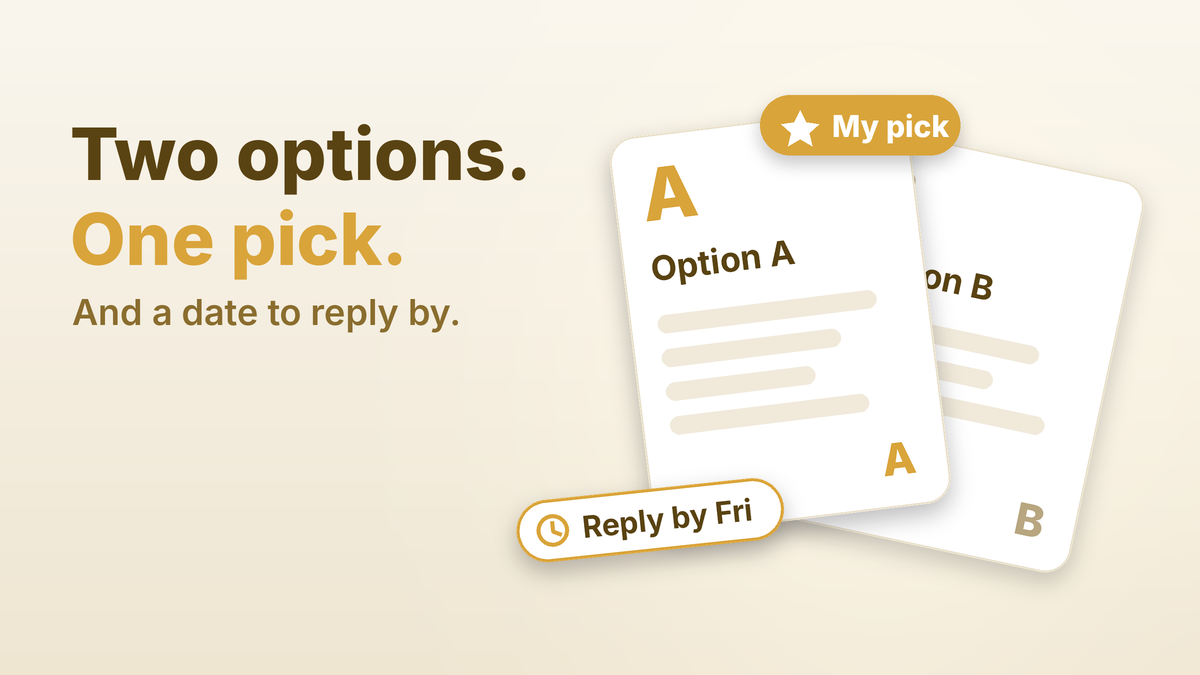 Two options.
One pick.
And a date to reply by.
My pick
A
Option A
A
on B
B
Reply by Fri